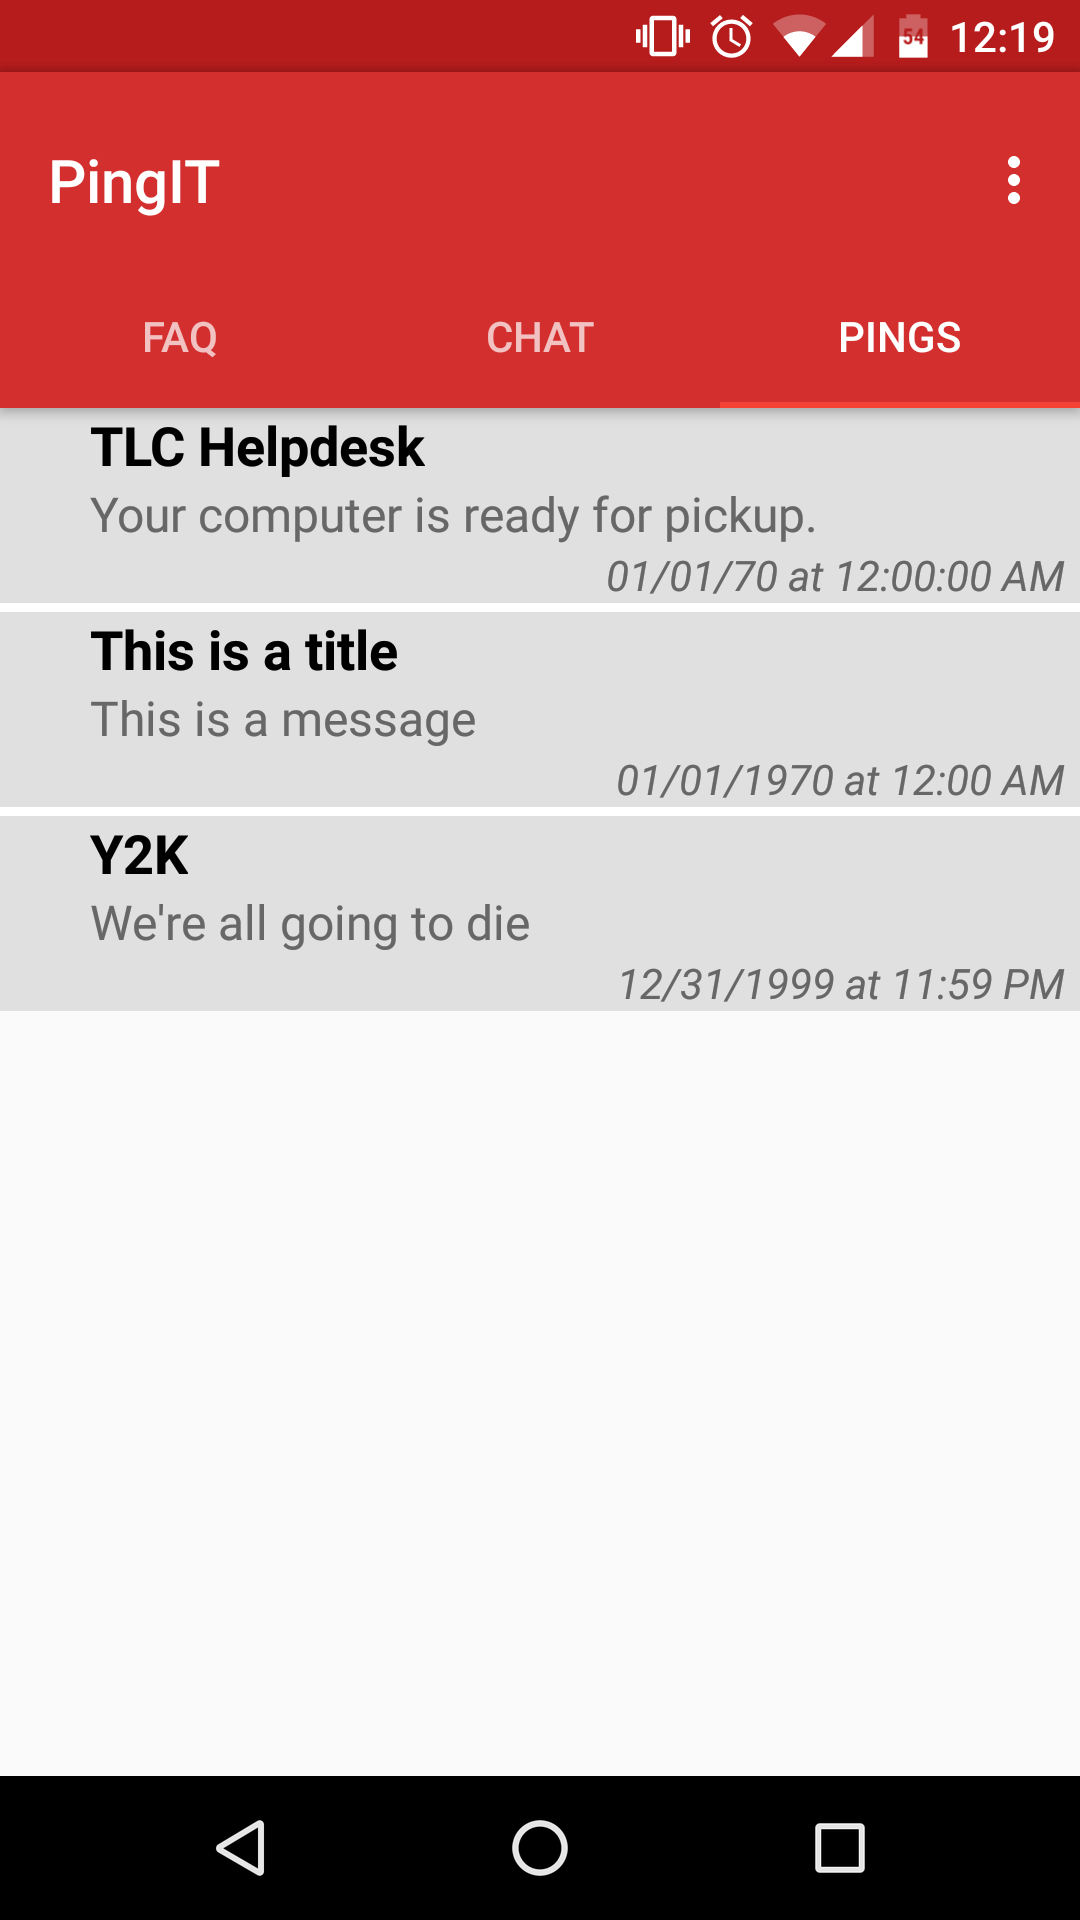 54 12:19
PingIT
FAQ CHAT PINGS
TLC Helpdesk
Your computer is ready for pickup.
01/01/70 at 12:00:00 AM
This is a title
This is a message
01/01/1970 at 12:00 AM
Y2K
We're all going to die
12/31/1999 at 11:59 PM